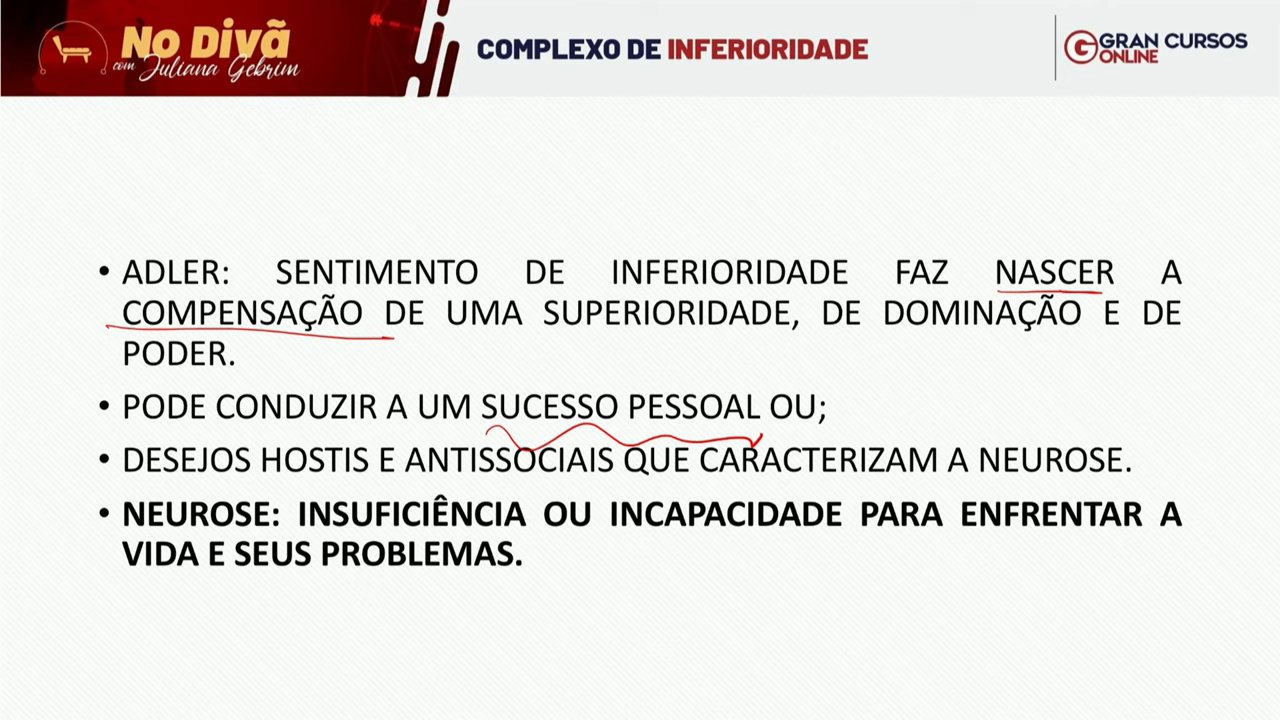 No Divã
com Juliana Gebrim
COMPLEXO DE INFERIORIDADE
GRAN CURSOS
ONLINE
• ADLER: SENTIMENTO DE INFERIORIDADE FAZ NASCER A
COMPENSAÇÃO DE UMA SUPERIORIDADE, DE DOMINAÇÃO E DE
PODER.
• PODE CONDUZIR A UM SUCESSO PESSOAL OU;
• DESEJOS HOSTIS E ANTISSOCIAIS QUE CARACTERIZAM A NEUROSE.
• NEUROSE: INSUFICIÊNCIA OU INCAPACIDADE PARA ENFRENTAR A
VIDA E SEUS PROBLEMAS.